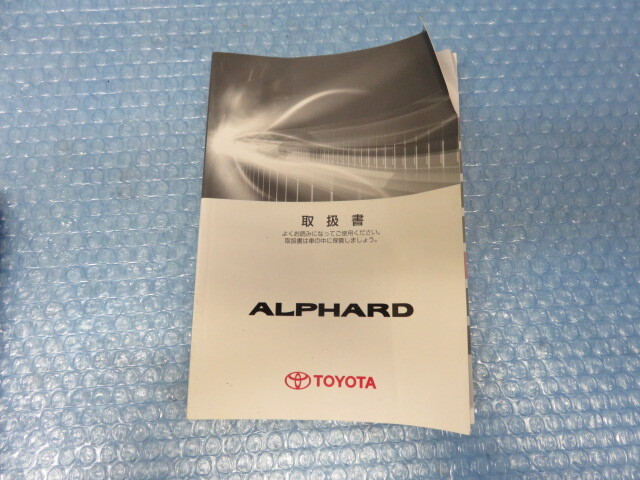 取扱書
よくお読みになってご使用ください。
取扱書は車の中に保管しましょう。
ALPHARD
TOYOTA